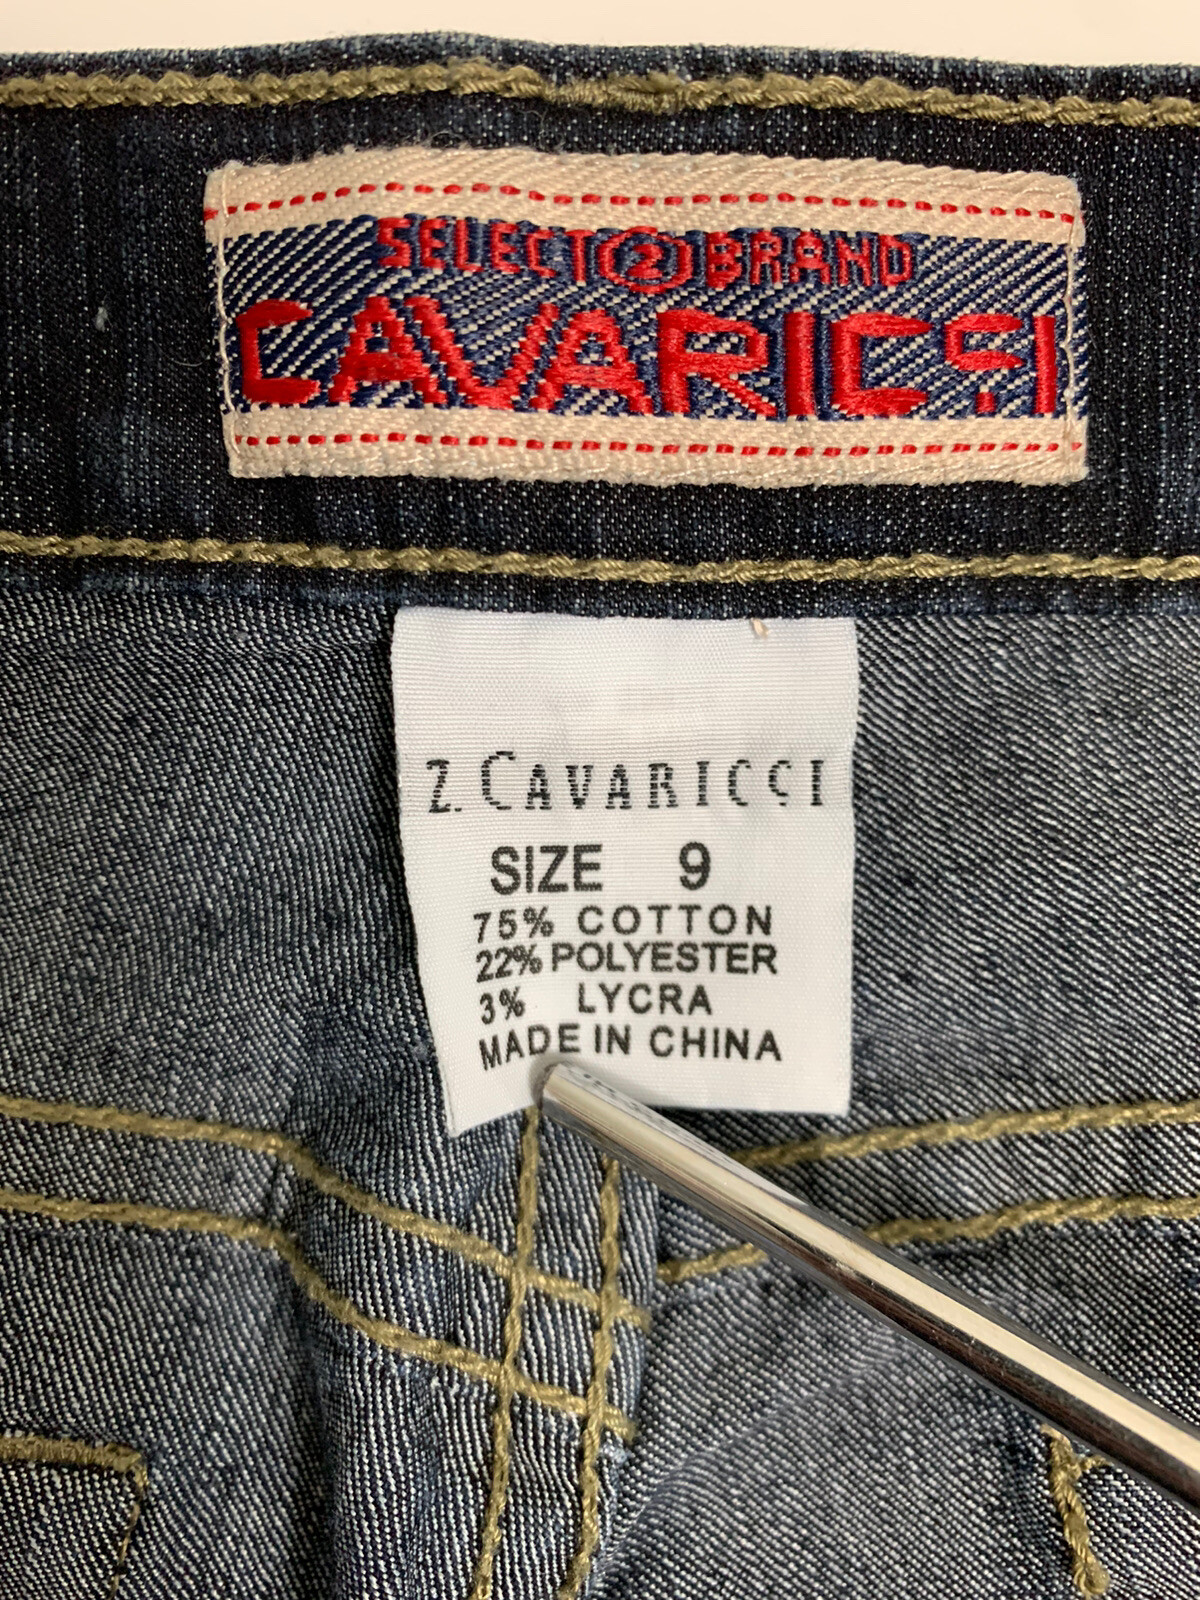 SELECT 2 BRAND
CAVARICCI
Z. CAVARICCI
SIZE 9
75% COTTON
22% POLYESTER
3% LYCRA
MADE IN CHINA